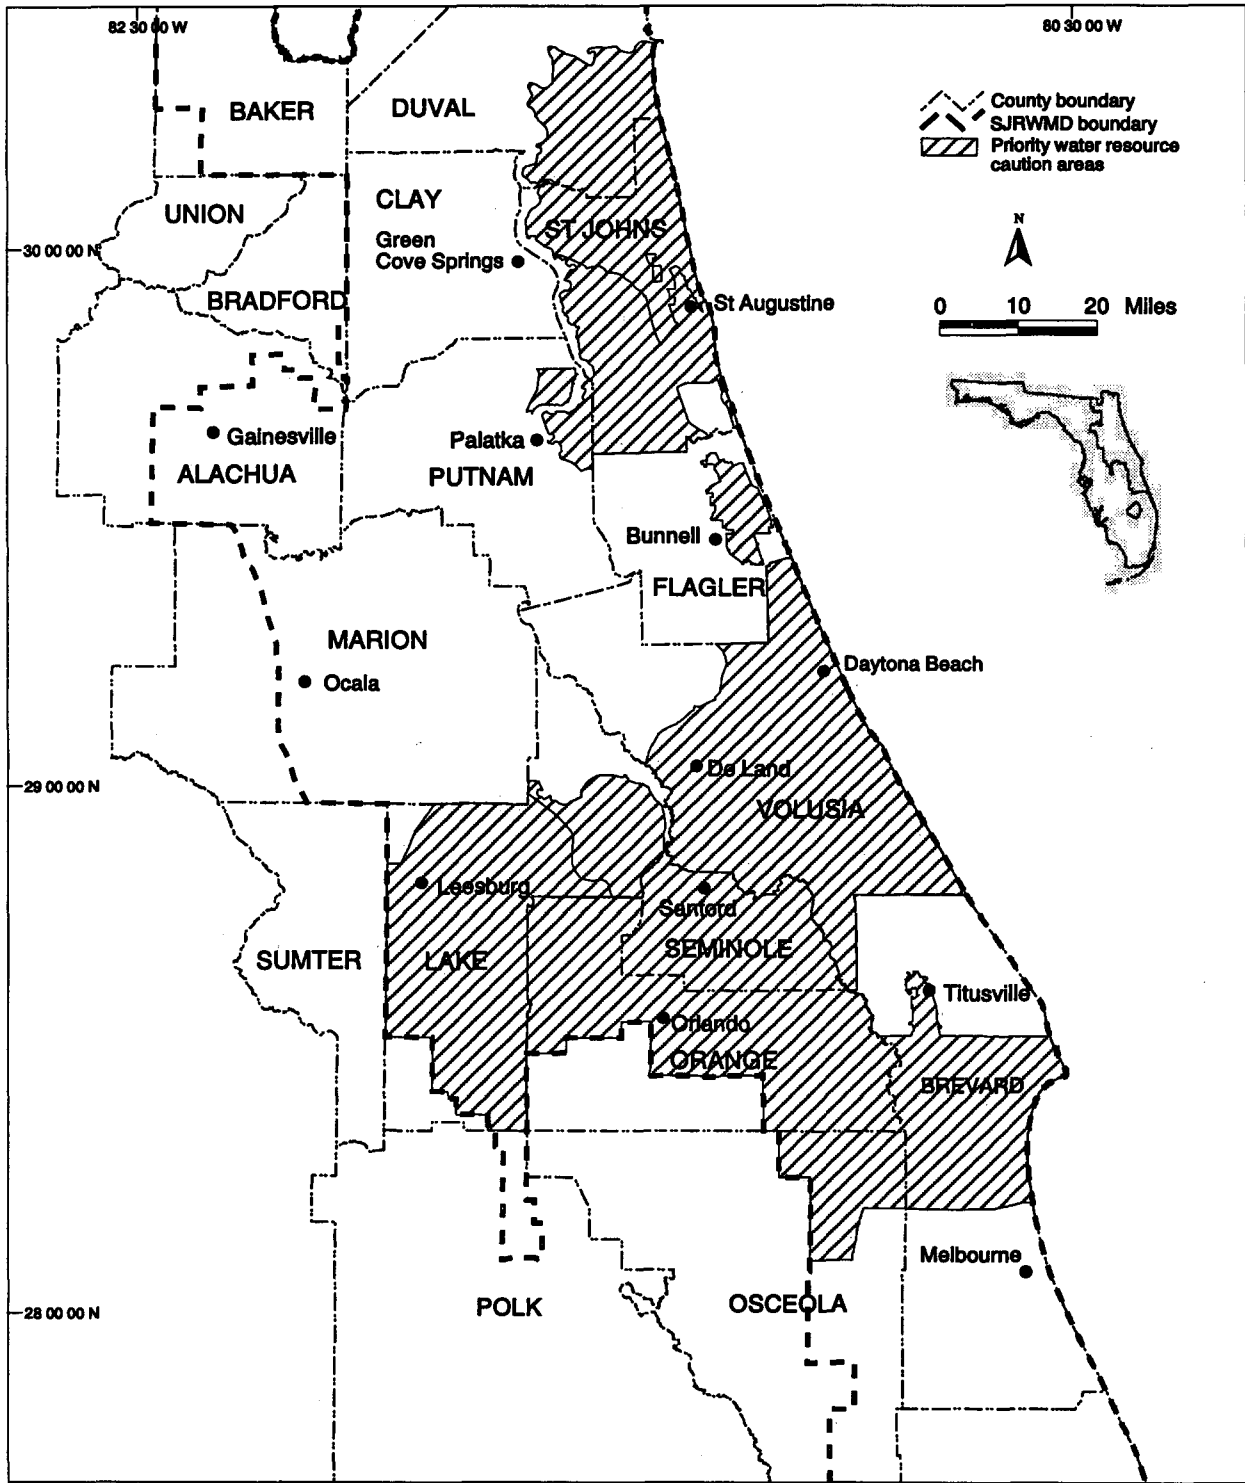 82 30 00 W
80 30 00 W
BAKER
DUVAL
County boundary
SJRWMD boundary
Priority water resource
caution areas
UNION
CLAY
ST JOHNS
N
30 00 00 N
Green
Cove Springs
BRADFORD
St Augustine
0 10 20 Miles
Gainesville
Palatka
ALACHUA
PUTNAM
Bunnell
FLAGLER
MARION
Ocala
Daytona Beach
De Land
29 00 00 N
VOLUSIA
Leesburg
Sanford
SUMTER
LAKE
SEMINOLE
Titusville
Orlando
ORANGE
BREVARD
Melbourne
28 00 00 N
POLK
OSCEOLA